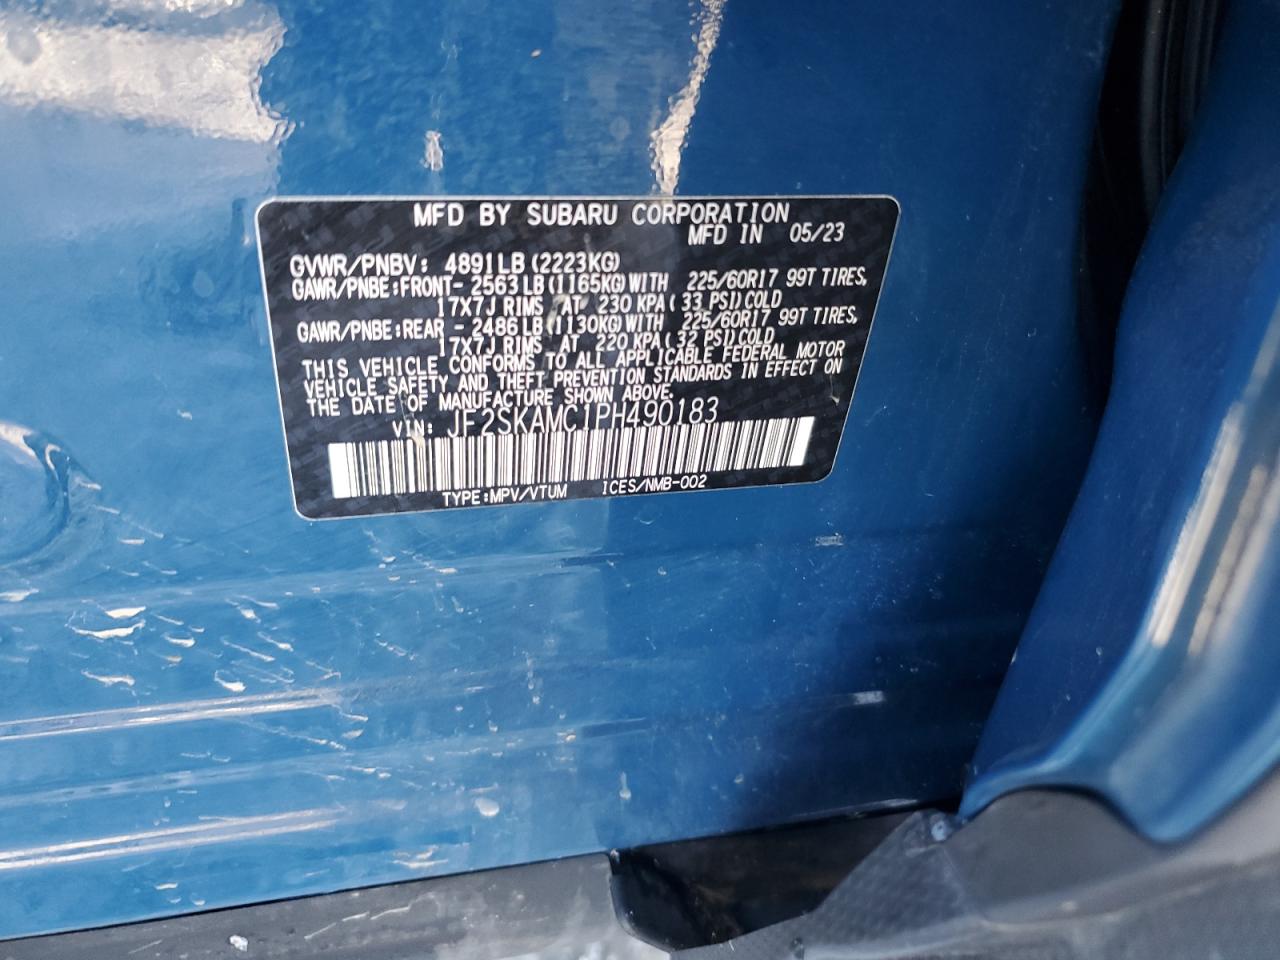 MFD BY SUBARU CORPORATION
MFD IN 05/23
GVWR/PNBV: 4891LB(2223KG)
GAWR/PNBE:FRONT- 2563LB(1165KG)WITH 225/60R17 99T TIRES,
17X7J RIMS AT 230 KPA( 33 PSI)COLD
GAWR/PNBE:REAR - 2486LB(1130KG)WITH 225/60R17 99T TIRES,
17X7J RIMS AT 220 KPA( 32 PSI)COLD
THIS VEHICLE CONFORMS TO ALL APPLICABLE FEDERAL MOTOR
VEHICLE SAFETY AND THEFT PREVENTION STANDARDS IN EFFECT ON
THE DATE OF MANUFACTURE SHOWN ABOVE.
VIN: JF2SKAMC1PH490183
TYPE:MPV/VTUM ICES/NMB-002